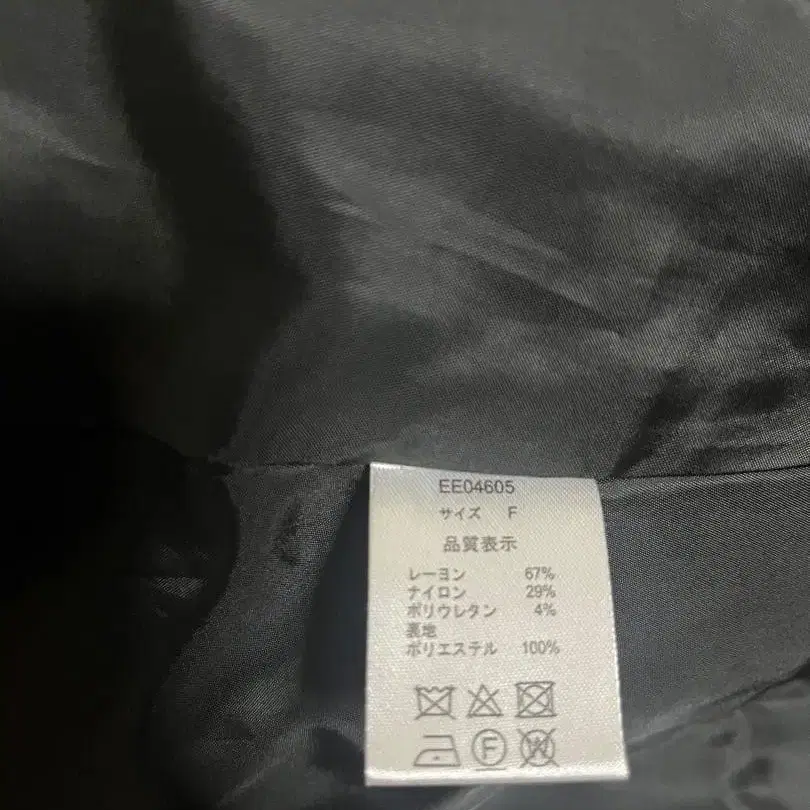 EE04605
サイズ F
品質表示
レーヨン 67%
ナイロン 29%
ポリウレタン 4%
裏地
ポリエステル 100%
F W